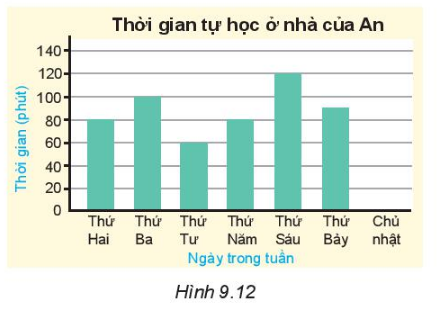 Thời gian tự học ở nhà của An
Thời gian (phút)
140
120
100
80
60
40
20
0
Thứ Hai
Thứ Ba
Thứ Tư
Thứ Năm
Thứ Sáu
Thứ Bảy
Chủ nhật
Ngày trong tuần
Hình 9.12